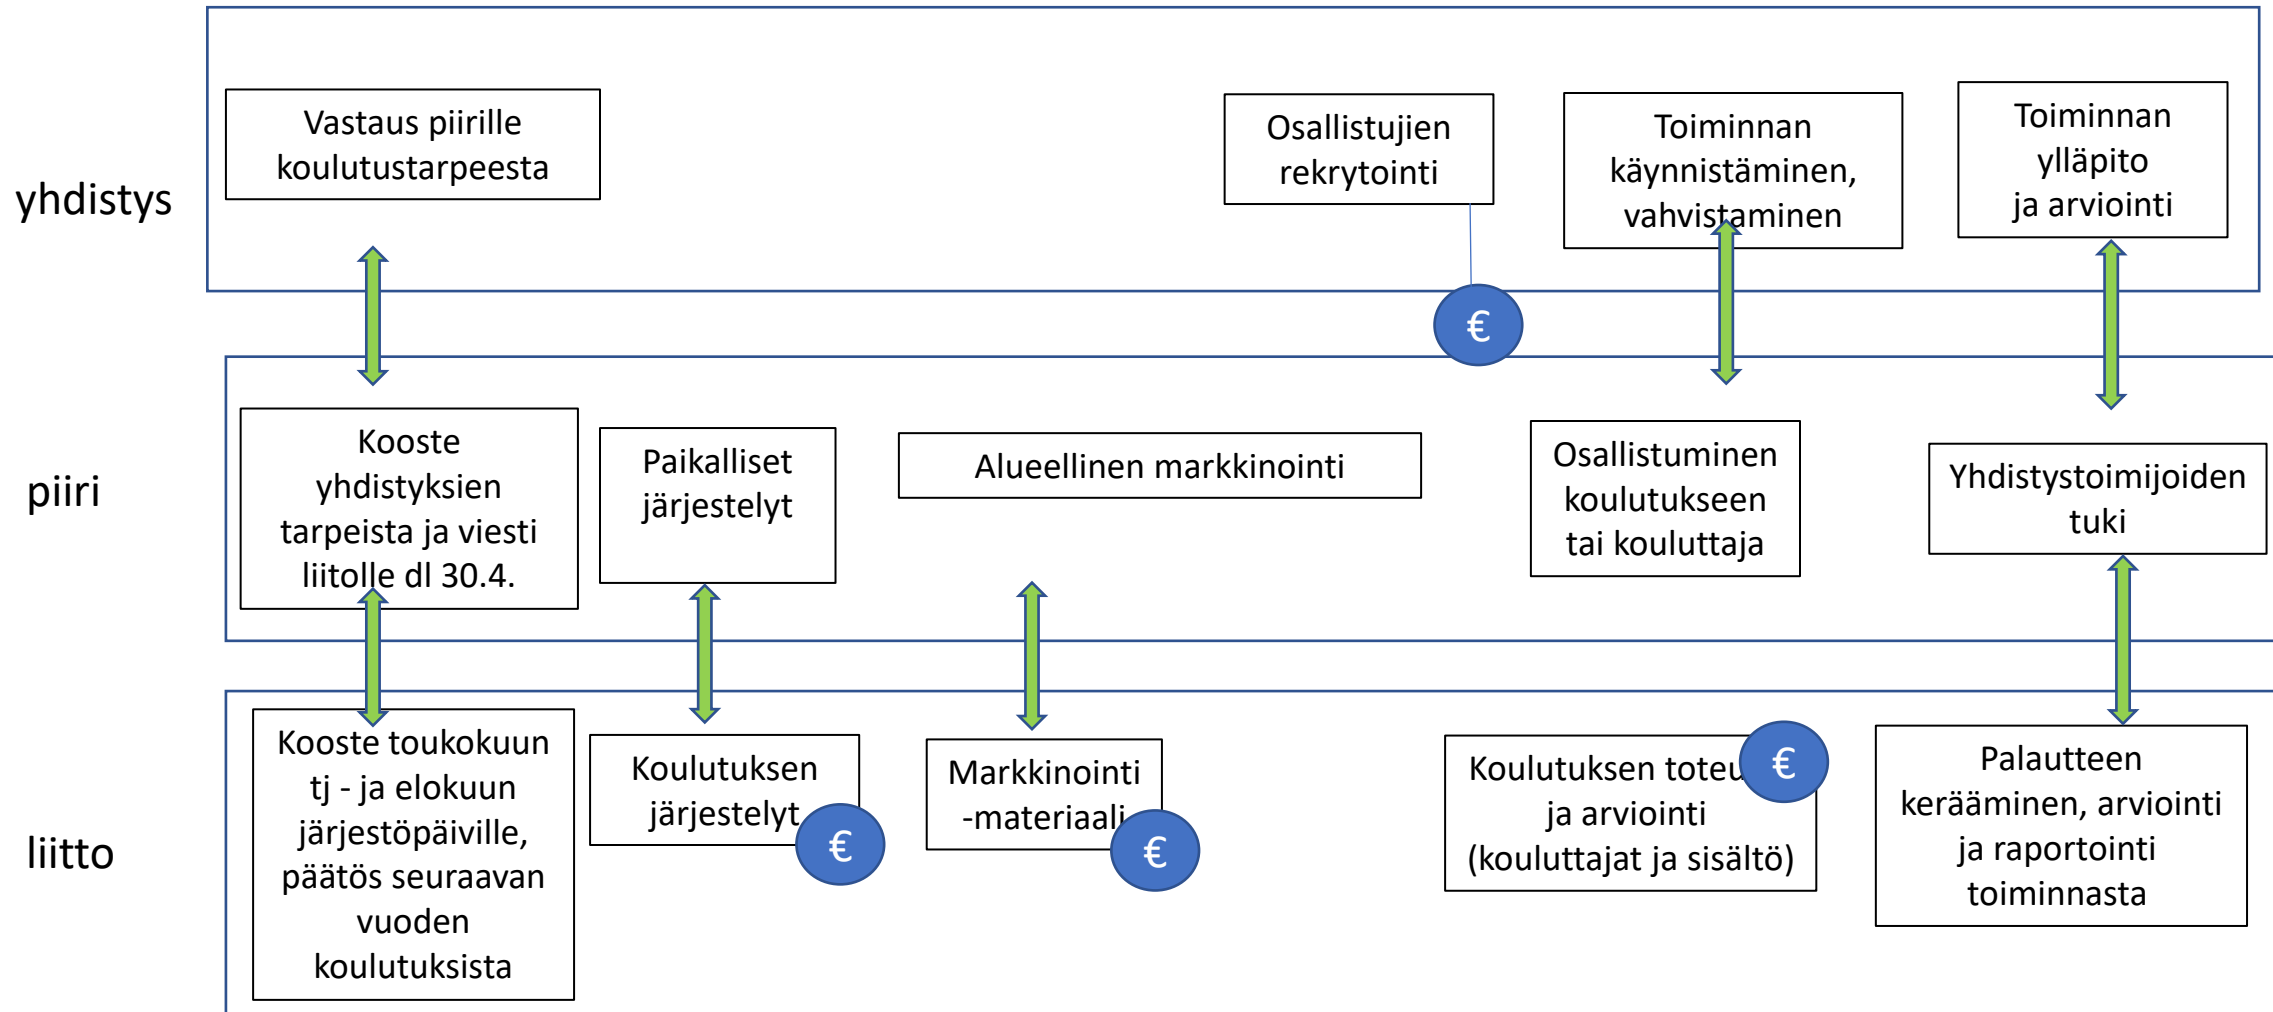 yhdistys
Vastaus piirille
koulutustarpeesta
Osallistujien
rekrytointi
€
Toiminnan
käynnistäminen,
vahvistaminen
Toiminnan
ylläpito
ja arviointi
piiri
Kooste
yhdistyksien
tarpeista ja viesti
liitolle dl 30.4.
Paikalliset
järjestelyt
Alueellinen markkinointi
Osallistuminen
koulutukseen
tai kouluttaja
Yhdistystoimijoiden
tuki
liitto
Kooste toukokuun
tj - ja elokuun
järjestöpäiville,
päätös seuraavan
vuoden
koulutuksista
Koulutuksen
järjestelyt
€
Markkinointi
-materiaali
€
Koulutuksen
€
ja arviointi
(kouluttajat ja sisältö)
Palautteen
kerääminen, arviointi
ja raportointi
toiminnasta